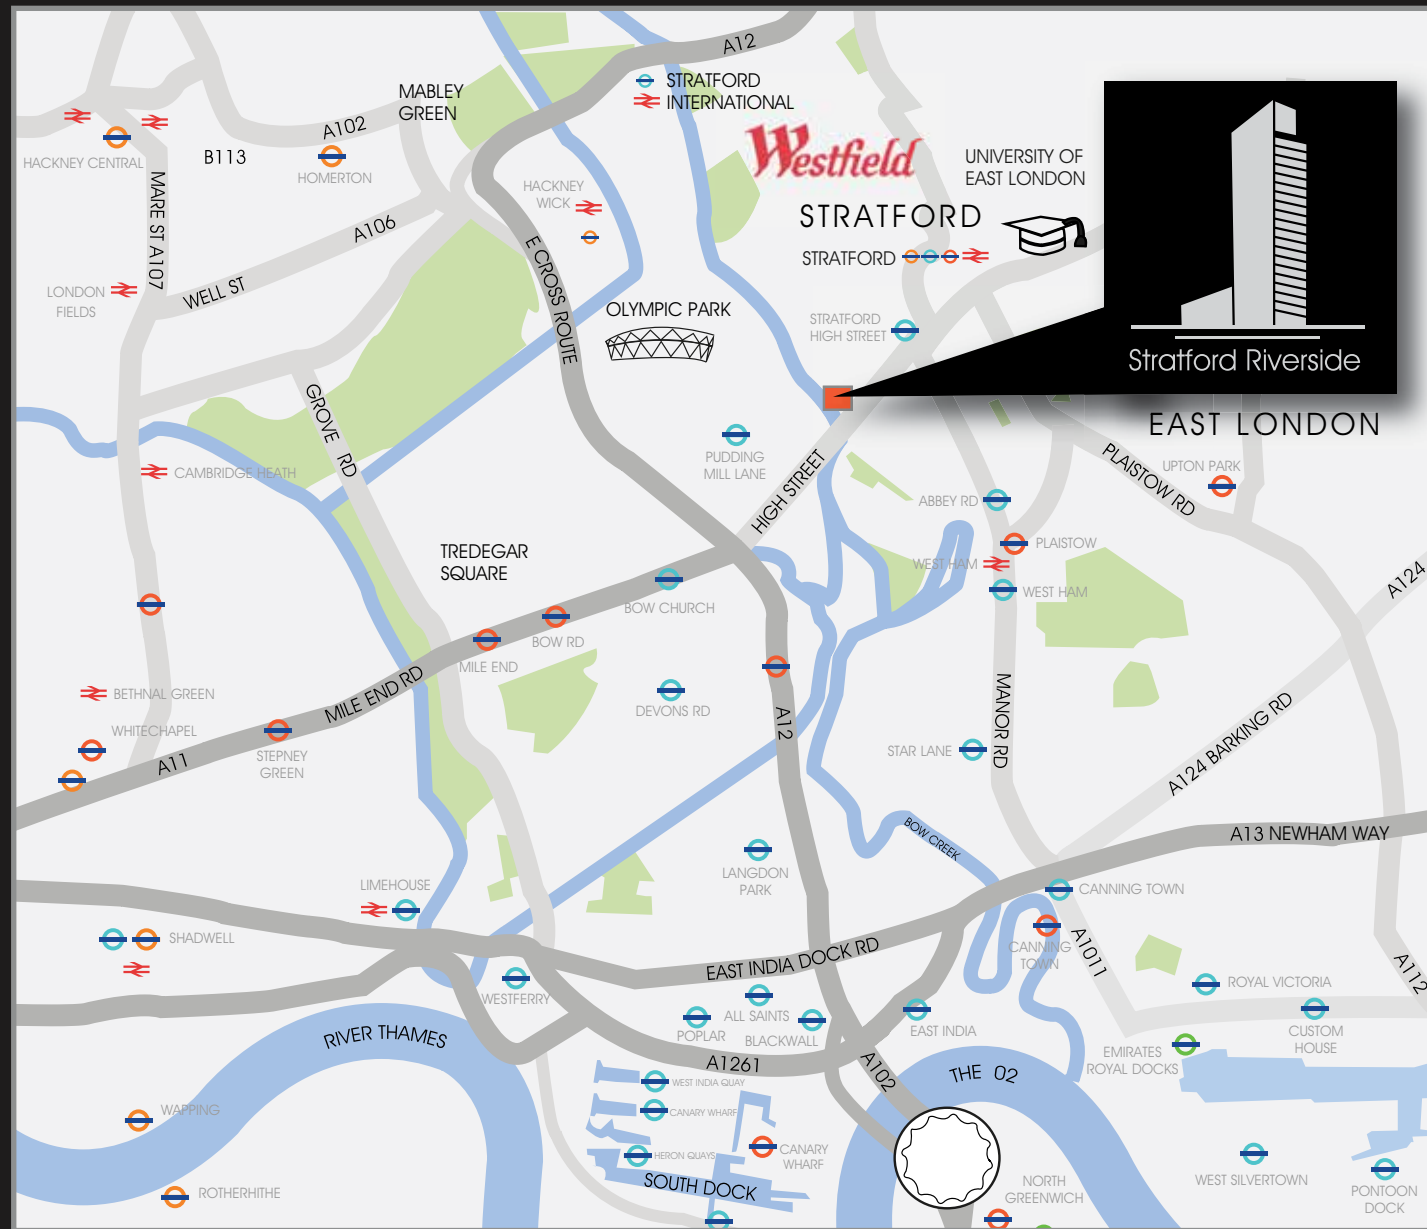 A12
STRATFORD
INTERNATIONAL
MABLEY
GREEN
A102
B113
HACKNEY CENTRAL
HOMERTON
Westfield
UNIVERSITY OF
EAST LONDON
STRATFORD
STRATFORD
HACKNEY
WICK
MARE ST A107
A106
WELL ST
LONDON
FIELDS
E CROSS ROUTE
OLYMPIC PARK
STRATFORD
HIGH STREET
Stratford Riverside
EAST LONDON
GROVE RD
CAMBRIDGE HEATH
PUDDING
MILL LANE
HIGH STREET
ABBEY RD
PLAISTOW RD
UPTON PARK
PLAISTOW
WEST HAM
WEST HAM
A124
TREDEGAR
SQUARE
BOW CHURCH
BOW RD
MILE END
MILE END RD
BETHNAL GREEN
WHITECHAPEL
A11
STEPNEY
GREEN
DEVONS RD
A12
MANOR RD
STAR LANE
A124 BARKING RD
BOW CREEK
A13 NEWHAM WAY
LANGDON
PARK
LIMEHOUSE
SHADWELL
CANNING TOWN
CANNING
TOWN
A1011
A112
EAST INDIA DOCK RD
WESTFERRY
ALL SAINTS
POPLAR
BLACKWALL
EAST INDIA
ROYAL VICTORIA
CUSTOM
HOUSE
EMIRATES
ROYAL DOCKS
RIVER THAMES
A1261
A102
THE 02
WEST INDIA QUAY
CANARY WHARF
HERON QUAYS
CANARY
WHARF
SOUTH DOCK
WAPPING
ROTHERHITHE
NORTH
GREENWICH
WEST SILVERTOWN
PONTOON
DOCK